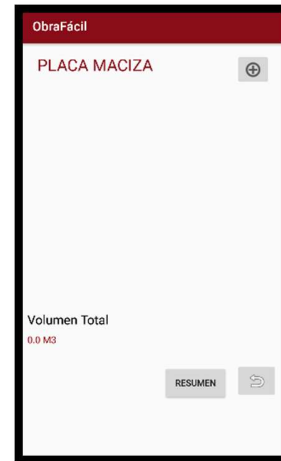 ObraFácil
PLACA MACIZA
Volumen Total
0.0 M3
RESUMEN